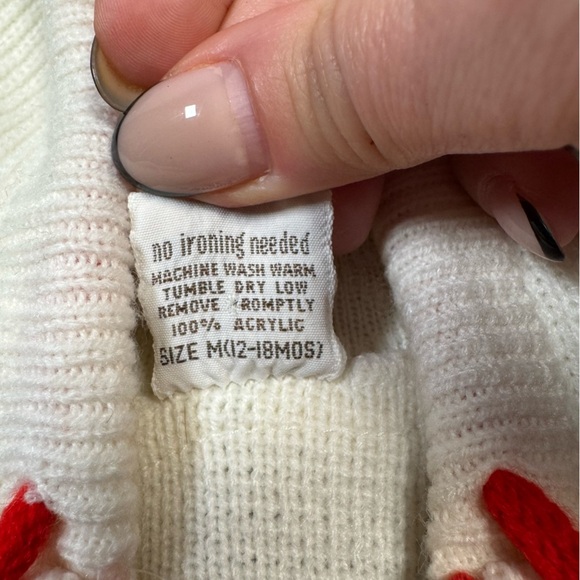 no ironing needed
MACHINE WASH WARM
TUMBLE DRY LOW
REMOVE PROMPTLY
100% ACRYLIC
SIZE M(12-18MOS)